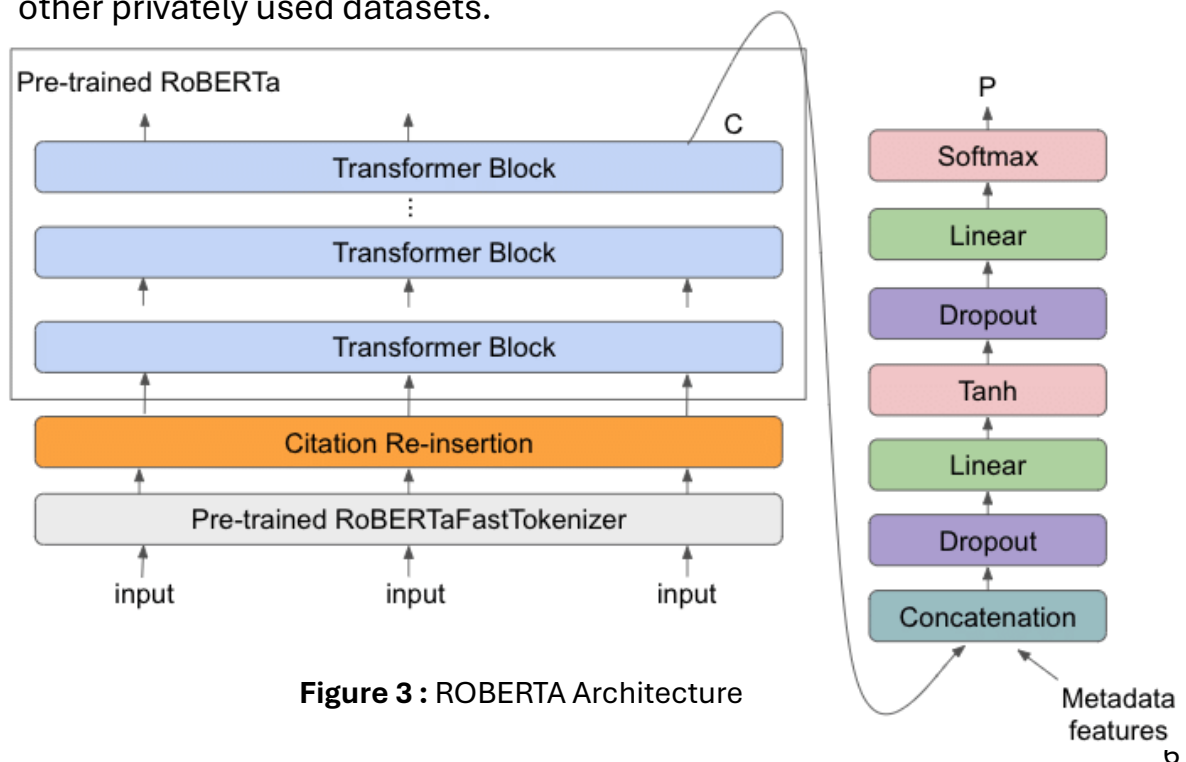 other privately used datasets.
Pre-trained RoBERTa
C
Transformer Block
⋮
Transformer Block
Transformer Block
Citation Re-insertion
Pre-trained RoBERTaFastTokenizer
input input input
P
Softmax
Linear
Dropout
Tanh
Linear
Dropout
Concatenation
Metadata
features
Figure 3 : ROBERTA Architecture
6